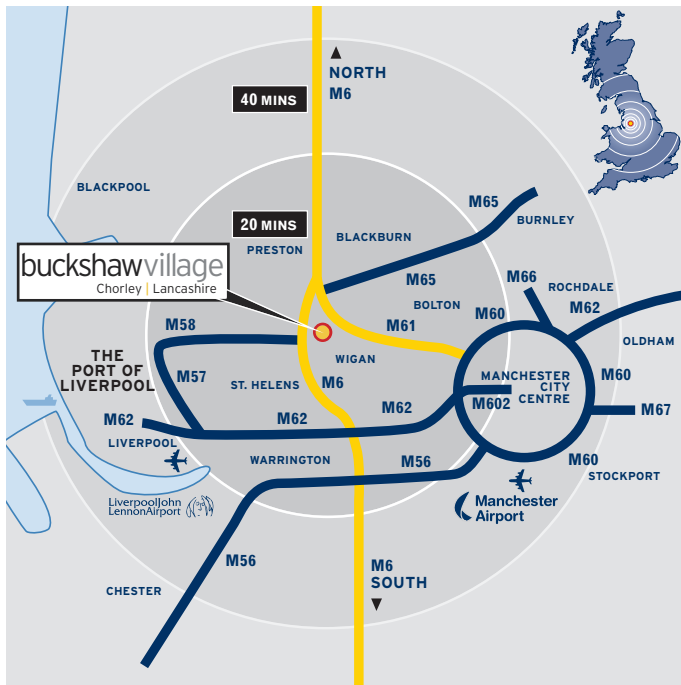 NORTH
M6
40 MINS
BLACKPOOL
20 MINS
M65
BURNLEY
BLACKBURN
PRESTON
buckshawvillage
Chorley | Lancashire
M65
M66
ROCHDALE
BOLTON
M60
M62
M58
M61
OLDHAM
THE
PORT OF
LIVERPOOL
WIGAN
M57
ST. HELENS
M6
MANCHESTER
CITY
CENTRE
M60
M602
M62
M62
M62
M67
LIVERPOOL
WARRINGTON
M56
M60
STOCKPORT
LiverpoolJohn
LennonAirport
Manchester
Airport
M56
M6
SOUTH
CHESTER